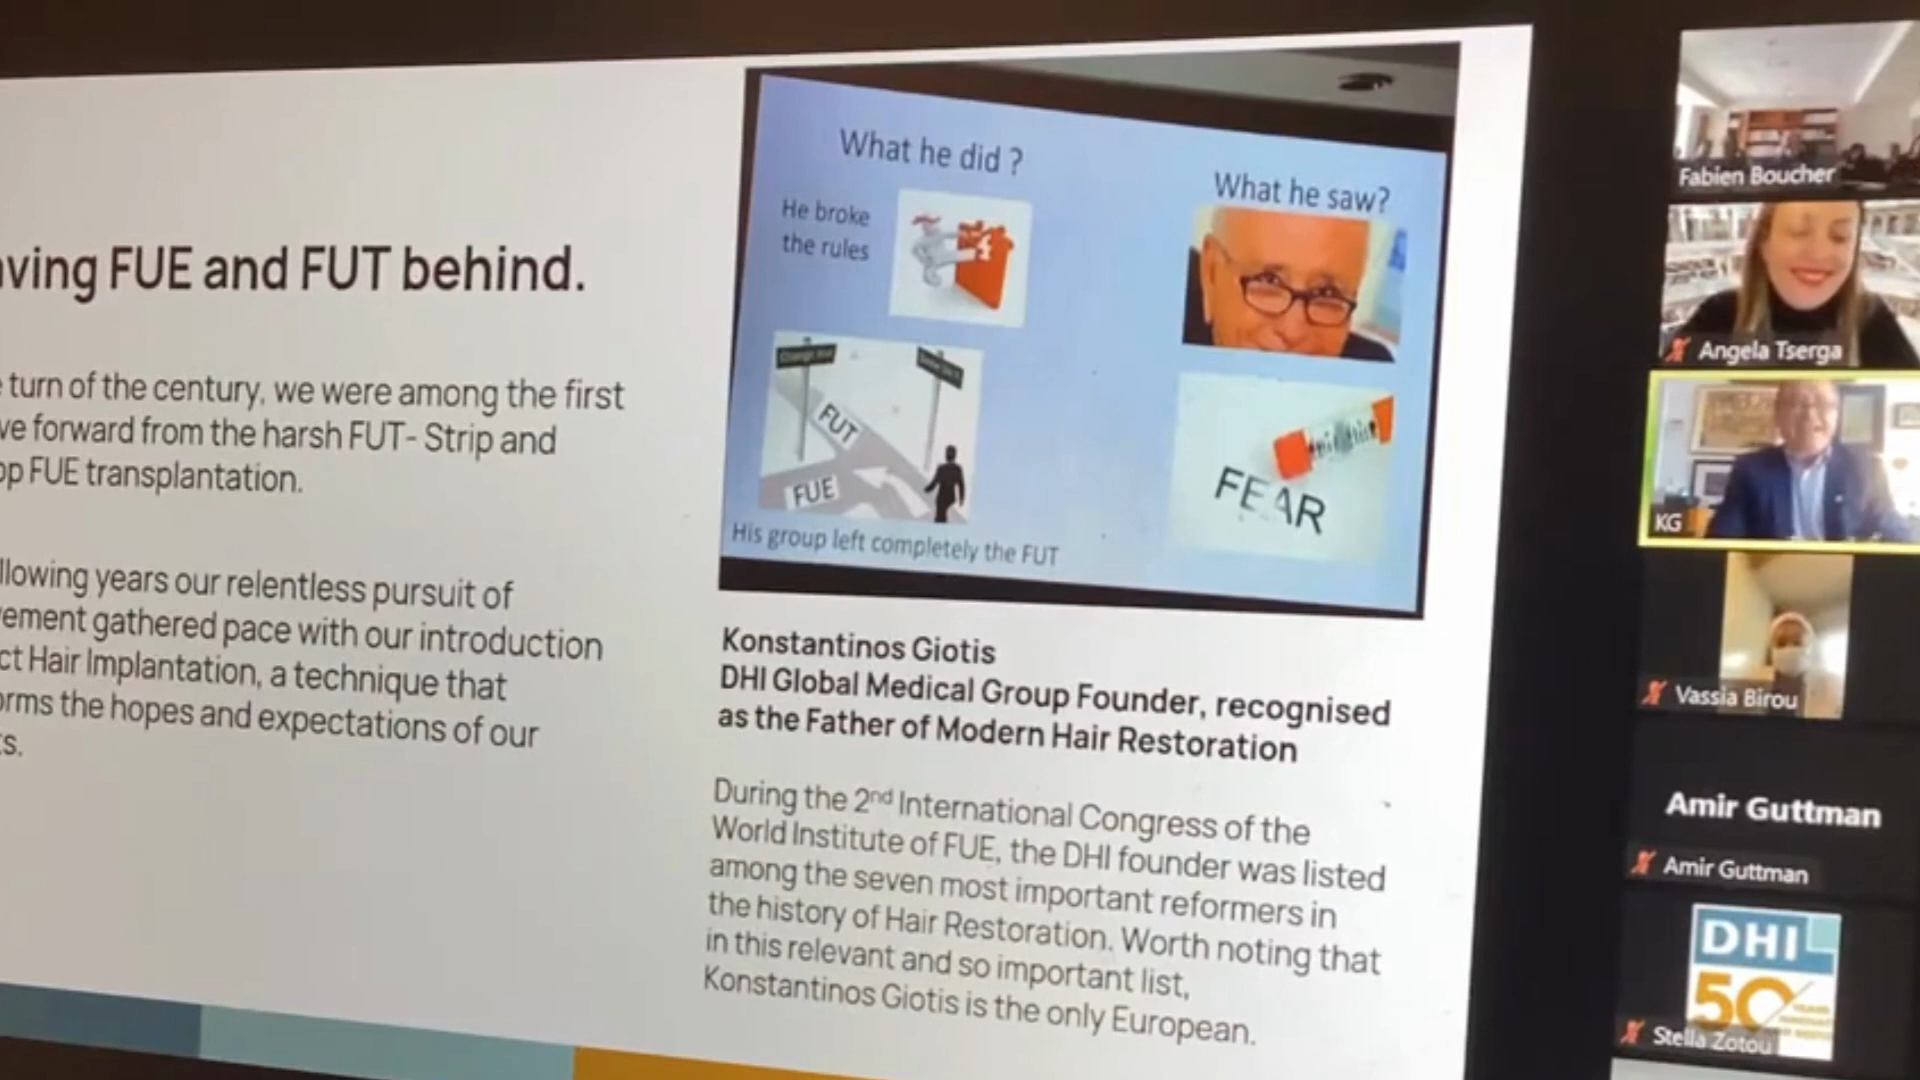 ving FUE and FUT behind.
turn of the century, we were among the first
ve forward from the harsh FUT- Strip and
op FUE transplantation.
llowing years our relentless pursuit of
ement gathered pace with our introduction
ct Hair Implantation, a technique that
orms the hopes and expectations of our
s.
What he did ?
He broke
the rules
What he saw?
FUT
FUE
FEAR
His group left completely the FUT
Konstantinos Giotis
DHI Global Medical Group Founder, recognised
as the Father of Modern Hair Restoration
During the 2nd International Congress of the
World Institute of FUE, the DHI founder was listed
among the seven most important reformers in
the history of Hair Restoration. Worth noting that
in this relevant and so important list,
Konstantinos Giotis is the only European.
Fabien Boucher
Angela Tserga
KG
Vassia Birou
Amir Guttman
Amir Guttman
DHI
50
YEARS
Stella Zotou